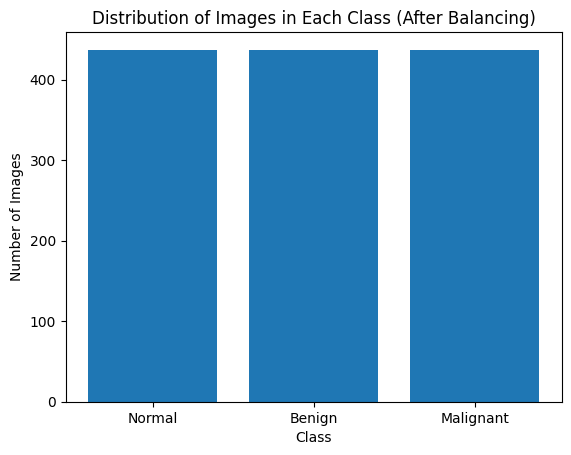 Distribution of Images in Each Class (After Balancing)
Number of Images
400
300
200
100
0
Normal Benign Malignant
Class